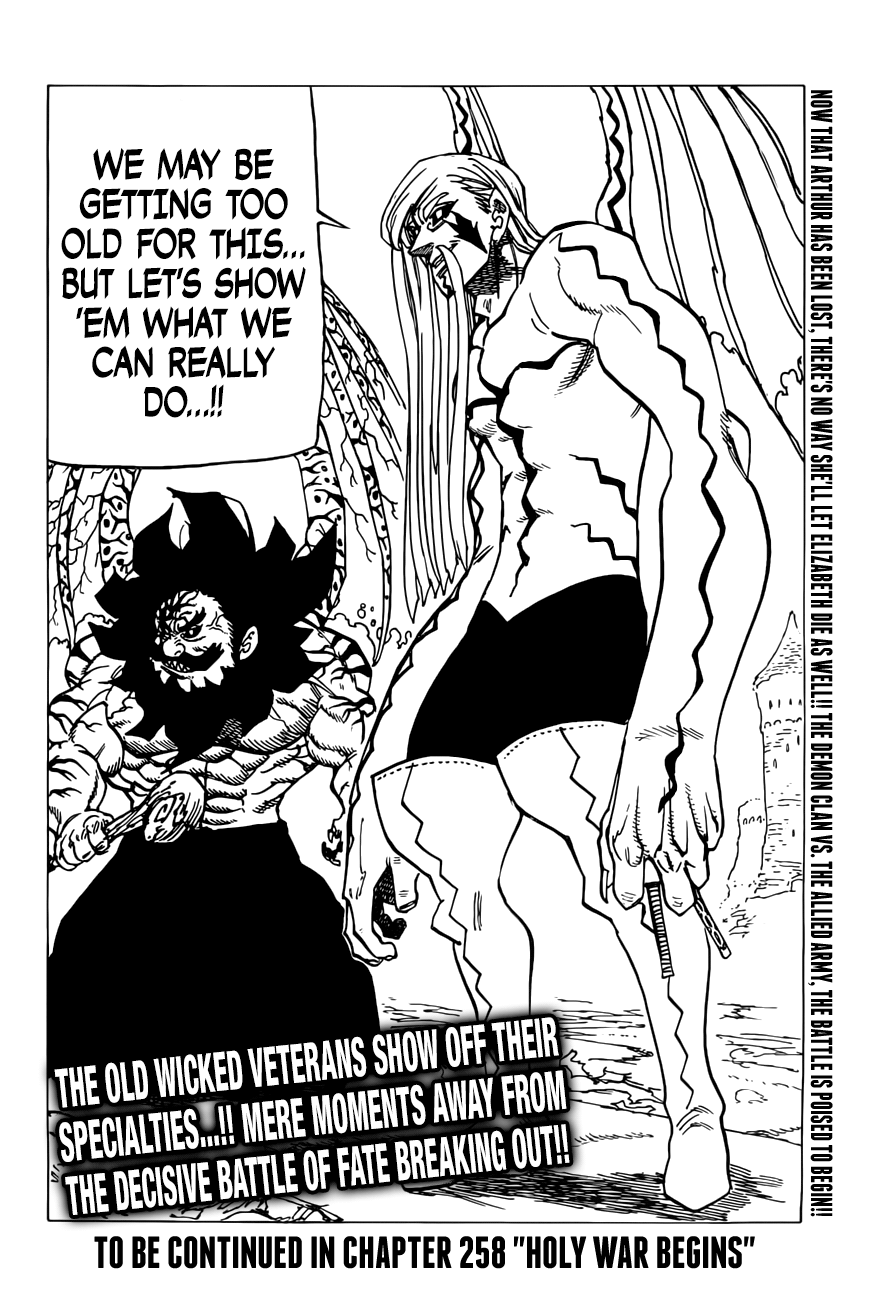 WE MAY BE
GETTING TOO
OLD FOR THIS...
BUT LET'S SHOW
'EM WHAT WE
CAN REALLY
DO...!!
NOW THAT ARTHUR HAS BEEN LOST, THERE'S NO WAY SHE'LL LET ELIZABETH DIE AS WELL!! THE DEMON CLAN VS. THE ALLIED ARMY, THE BATTLE IS POISED TO BEGIN!!
THE OLD WICKED VETERANS SHOW OFF THEIR
SPECIALTIES...!! MERE MOMENTS AWAY FROM
THE DECISIVE BATTLE OF FATE BREAKING OUT!!
TO BE CONTINUED IN CHAPTER 258 "HOLY WAR BEGINS"